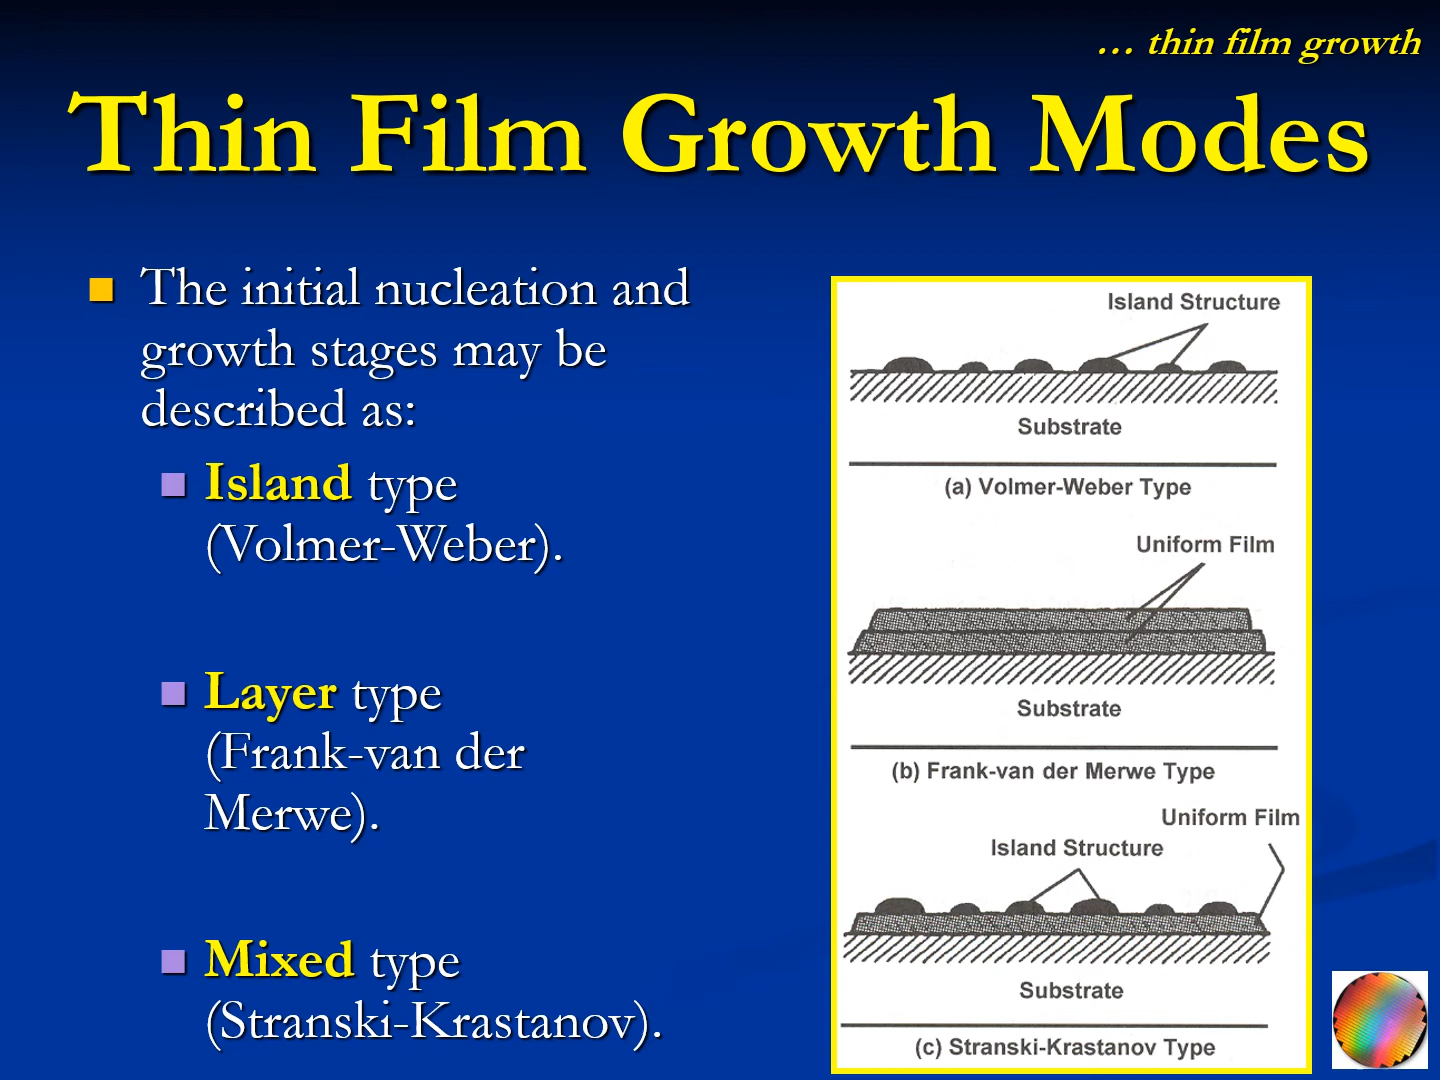 ... thin film growth
Thin Film Growth Modes
The initial nucleation and
growth stages may be
described as:
Island type
(Volmer-Weber).
Layer type
(Frank-van der
Merwe).
Mixed type
(Stranski-Krastanov).
Island Structure
Substrate
(a) Volmer-Weber Type
Uniform Film
Substrate
(b) Frank-van der Merwe Type
Uniform Film
Island Structure
Substrate
(c) Stranski-Krastanov Type